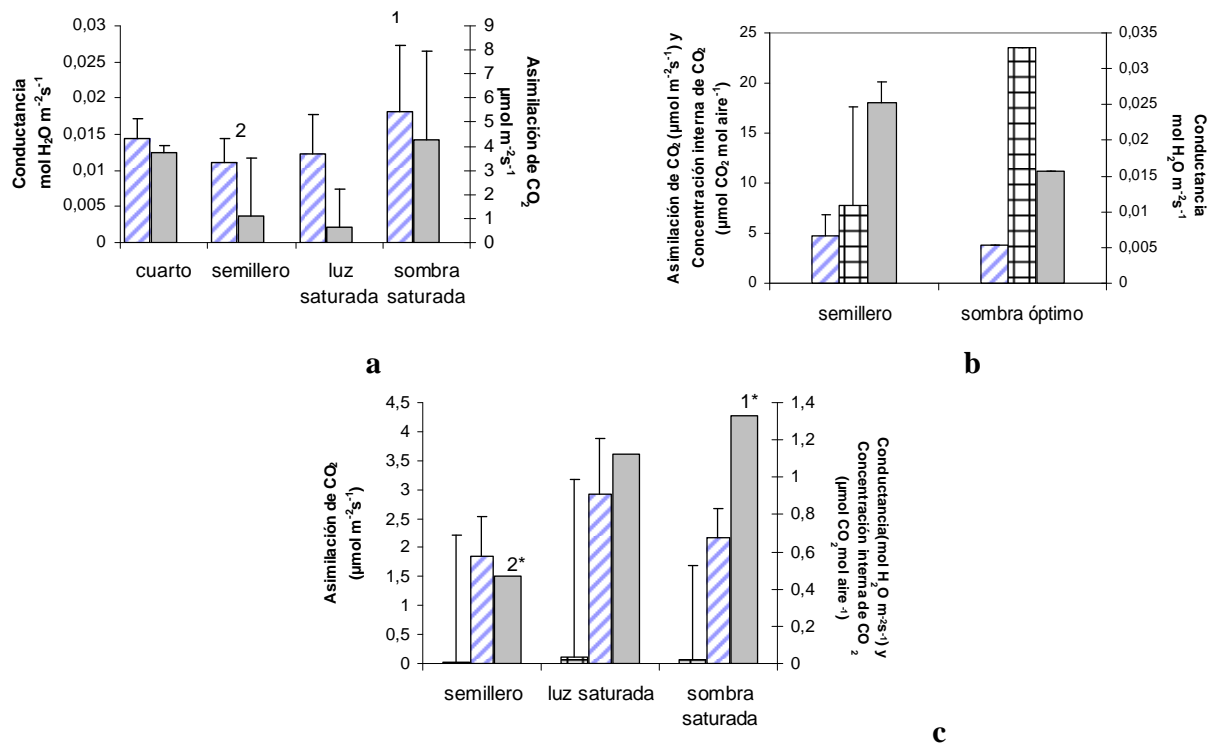 1
0,03
0,025
0,02
0,015
0,01
0,005
0
Conductancia
mol H₂O m⁻²s⁻¹
2
9
8
7
6
5
4
3
2
1
0
Asimilación de CO₂
µmol m⁻²s⁻¹
cuarto
semillero
luz
saturada
sombra
saturada
a
Asimilación de CO₂ (µmol m⁻²s⁻¹) y
Concentración interna de CO₂
(µmol CO₂ mol aire⁻¹)
25
20
15
10
5
0
0,035
0,03
0,025
0,02
0,015
0,01
0,005
0
Conductancia
mol H₂O m⁻²s⁻¹
semillero
sombra óptimo
b
Asimilación de CO₂
(µmol m⁻²s⁻¹)
4,5
4
3,5
3
2,5
2
1,5
1
0,5
0
2*
1*
1,4
1,2
1
0,8
0,6
0,4
0,2
0
Conductancia(mol H₂O m⁻²s⁻¹) y
Concentración interna de CO₂
(µmol CO₂ mol aire⁻¹)
semillero
luz saturada
sombra
saturada
c